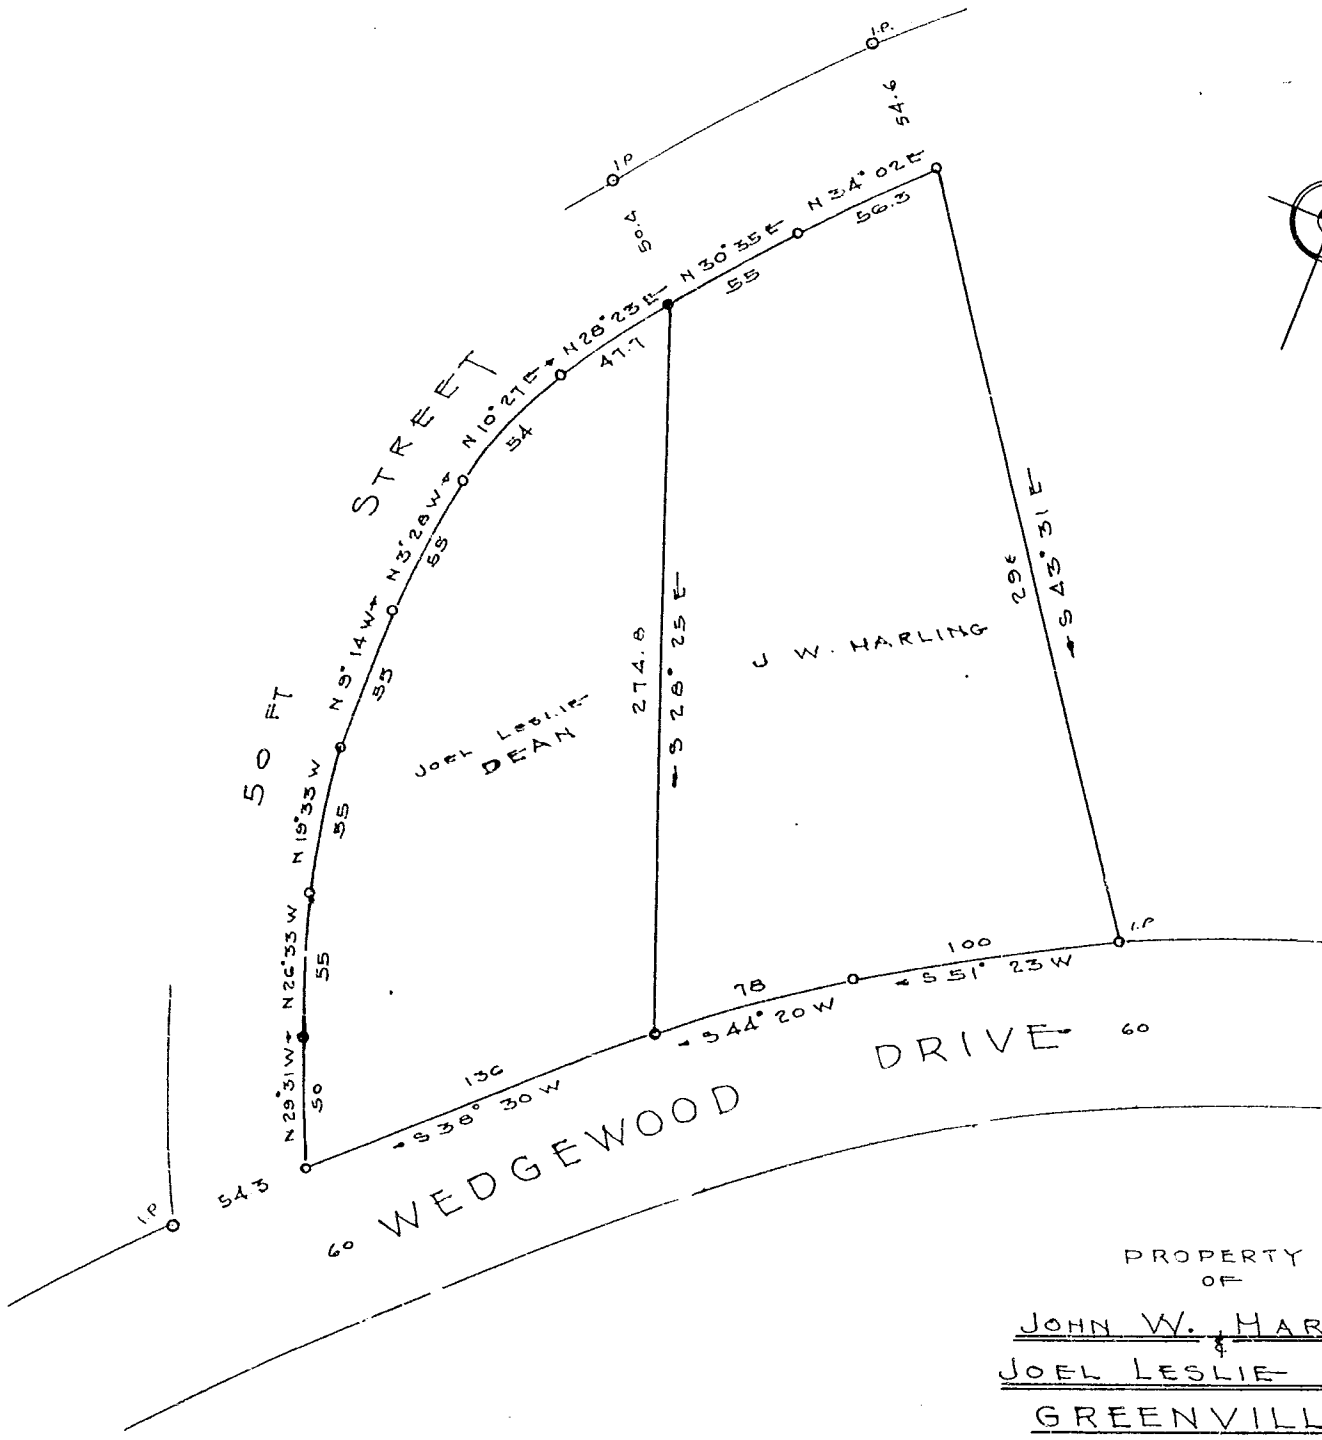 I.P.
54.6
I.P
50.4
N 34° 02 E
56.3
N 30° 35 E
55
N 28° 23 E
47.7
N 10° 27 E
54
STREET
N 3° 28 W
55
N 9° 14 W
55
50 FT
N 19° 33 W
55
N 26° 33 W
55
N 29° 31 W
50
JOEL LESLIE
DEAN
274.8
S 28° 25 E
J W. HARLING
S 43° 31 E
I.P
100
S 51° 23 W
78
S 44° 20 W
136
S 38° 30 W
DRIVE 60
60 WEDGEWOOD
54.3
I.P
PROPERTY
OF
JOHN W. HAR
&
JOEL LESLIE
GREENVILL